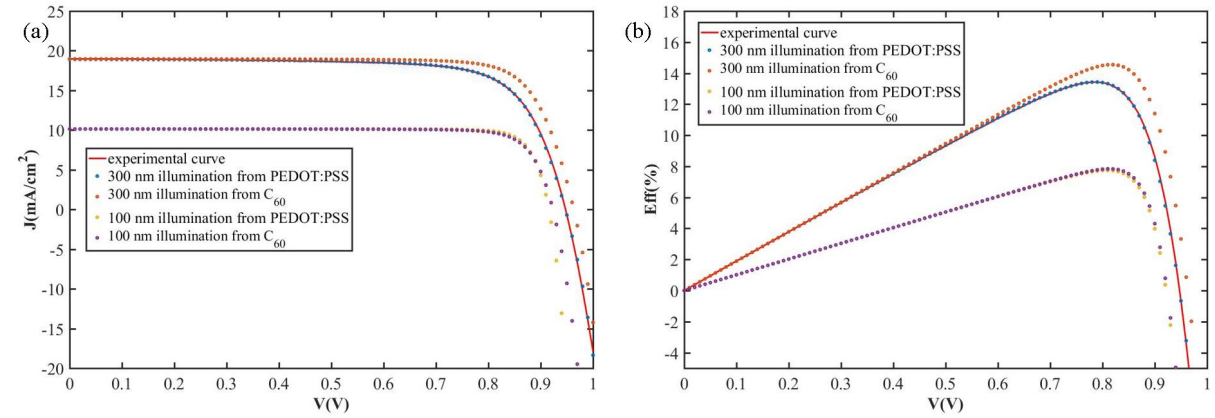 (a)
25
20
15
10
5
0
-5
-10
-15
-20
J(mA/cm²)
experimental curve
300 nm illumination from PEDOT:PSS
300 nm illumination from C₆₀
100 nm illumination from PEDOT:PSS
100 nm illumination from C₆₀
0 0.1 0.2 0.3 0.4 0.5 0.6 0.7 0.8 0.9 1
V(V)
(b)
18
16
14
12
10
8
6
4
2
0
-2
-4
Eff(%)
experimental curve
300 nm illumination from PEDOT:PSS
300 nm illumination from C₆₀
100 nm illumination from PEDOT:PSS
100 nm illumination from C₆₀
0 0.1 0.2 0.3 0.4 0.5 0.6 0.7 0.8 0.9 1
V(V)